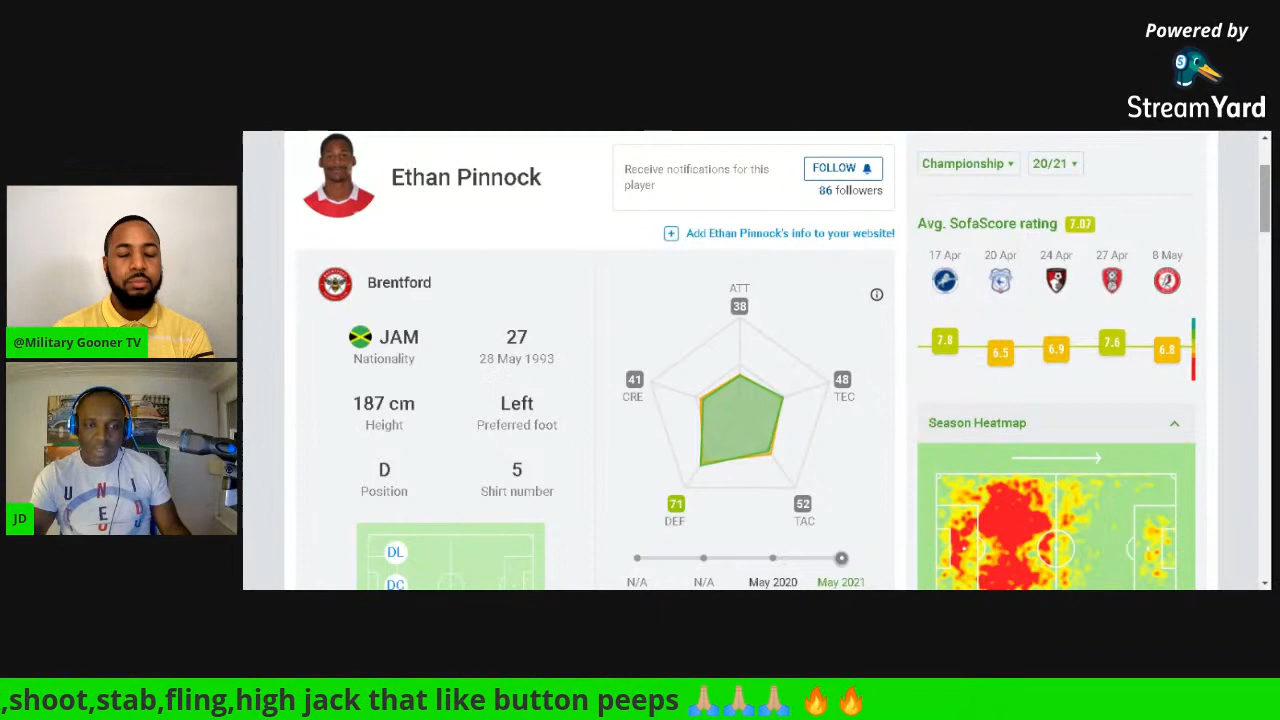 Powered by
StreamYard
Ethan Pinnock
Receive notifications for this
player
FOLLOW
86 followers
Add Ethan Pinnock's info to your website!
Championship
20/21
Avg. SofaScore rating 7.07
17 Apr 20 Apr 24 Apr 27 Apr 8 May
7.8 6.5 6.9 7.6 6.8
Brentford
JAM
Nationality
27
28 May 1993
187 cm
Height
Left
Preferred foot
D
Position
5
Shirt number
DL
DC
ATT
38
41
CRE
48
TEC
71
DEF
52
TAC
N/A N/A May 2020 May 2021
Season Heatmap
@Military Gooner TV
UNI
JD
,shoot,stab,fling,high jack that like button peeps 🙏🏽🙏🏽🙏🏽 🔥🔥